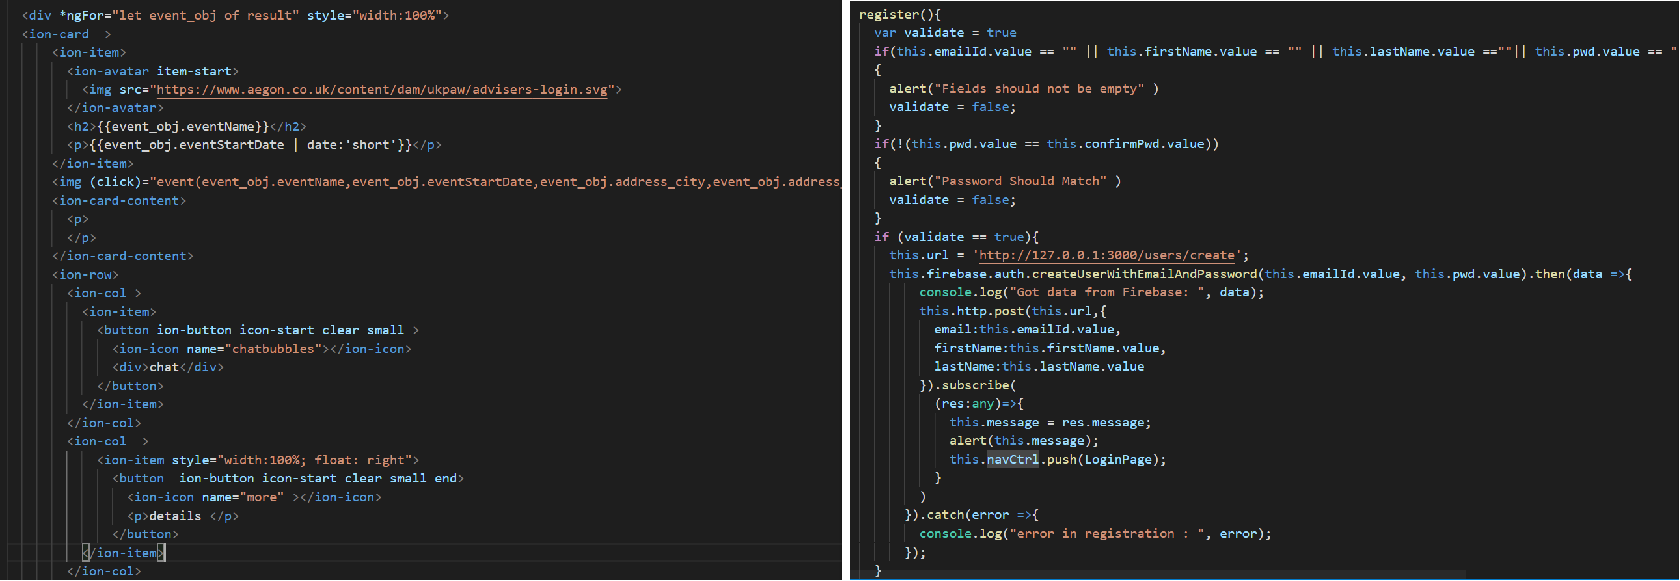 <div *ngFor="let event_obj of result" style="width:100%">
<ion-card  >
<ion-item>
<ion-avatar item-start>
<img src="https://www.aegon.co.uk/content/dam/ukpaw/advisers-login.svg">
</ion-avatar>
<h2>{{event_obj.eventName}}</h2>
<p>{{event_obj.eventStartDate | date:'short'}}</p>
</ion-item>
<img (click)="event(event_obj.eventName,event_obj.eventStartDate,event_obj.address_city,event_obj.address_
<ion-card-content>
<p>
</p>
</ion-card-content>
<ion-row>
<ion-col >
<ion-item>
<button ion-button icon-start clear small >
<ion-icon name="chatbubbles"></ion-icon>
<div>chat</div>
</button>
</ion-item>
</ion-col>
<ion-col  >
<ion-item style="width:100%; float: right">
<button  ion-button icon-start clear small end>
<ion-icon name="more" ></ion-icon>
<p>details </p>
</button>
</ion-item>
</ion-col>
register(){
var validate = true
if(this.emailId.value == "" || this.firstName.value == "" || this.lastName.value ==""|| this.pwd.value == "
{
alert("Fields should not be empty" )
validate = false;
}
if(!(this.pwd.value == this.confirmPwd.value))
{
alert("Password Should Match" )
validate = false;
}
if (validate == true){
this.url = 'http://127.0.0.1:3000/users/create';
this.firebase.auth.createUserWithEmailAndPassword(this.emailId.value, this.pwd.value).then(data =>{
console.log("Got data from Firebase: ", data);
this.http.post(this.url,{
email:this.emailId.value,
firstName:this.firstName.value,
lastName:this.lastName.value
}).subscribe(
(res:any)=>{
this.message = res.message;
alert(this.message);
this.navCtrl.push(LoginPage);
}
)
}).catch(error =>{
console.log("error in registration : ", error);
});
}